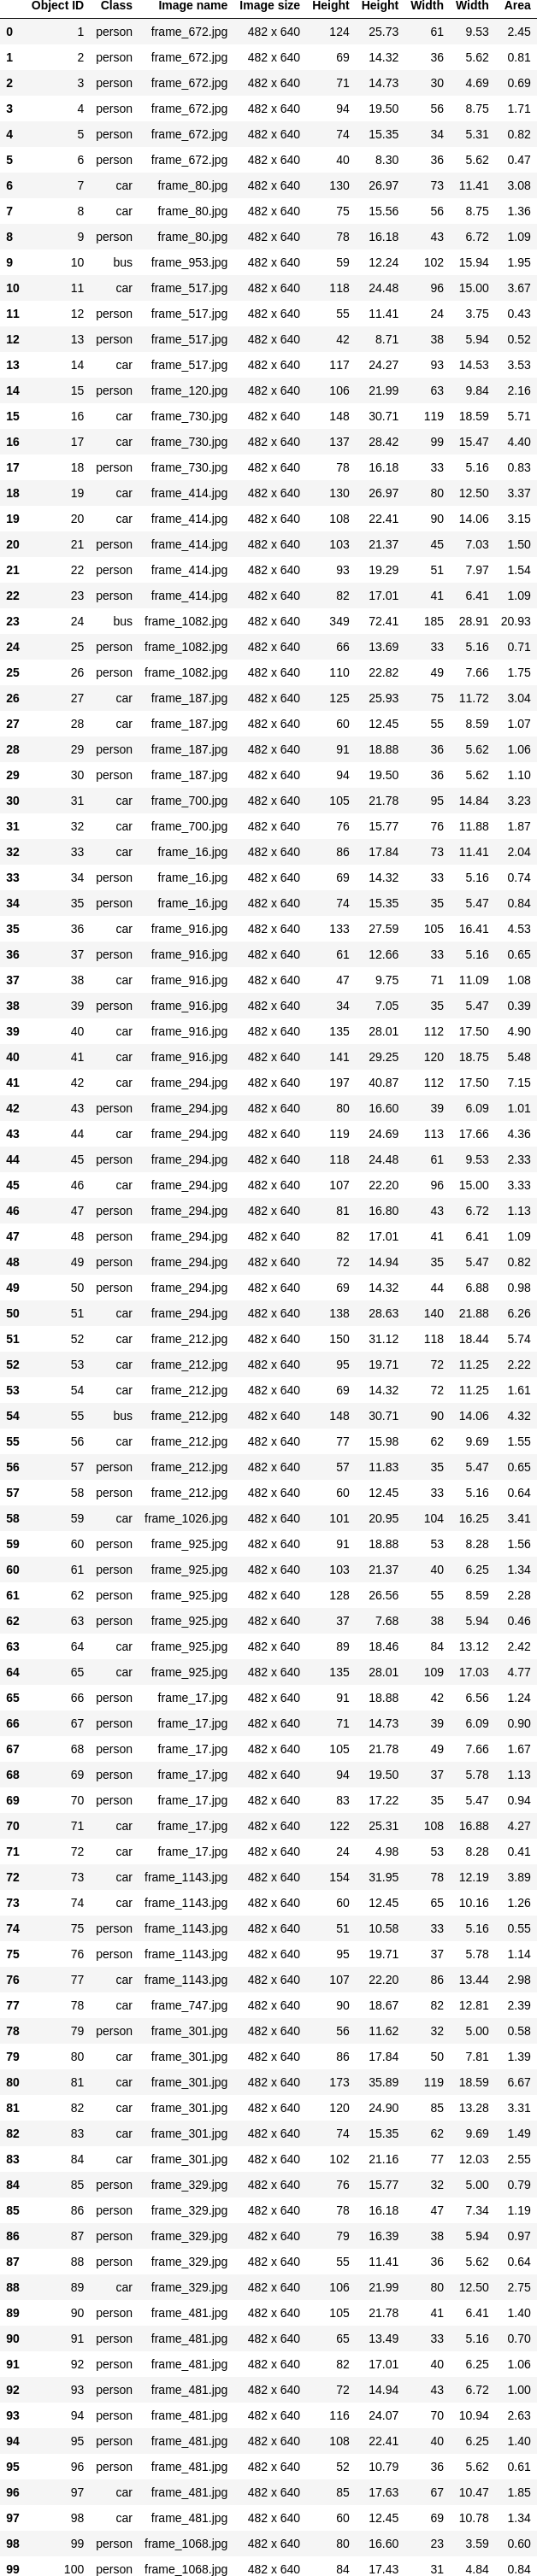 Object ID Class Image name Image size Height Height Width Width Area
0 1 person frame_672.jpg 482 x 640 124 25.73 61 9.53 2.45
1 2 person frame_672.jpg 482 x 640 69 14.32 36 5.62 0.81
2 3 person frame_672.jpg 482 x 640 71 14.73 30 4.69 0.69
3 4 person frame_672.jpg 482 x 640 94 19.50 56 8.75 1.71
4 5 person frame_672.jpg 482 x 640 74 15.35 34 5.31 0.82
5 6 person frame_672.jpg 482 x 640 40 8.30 36 5.62 0.47
6 7 car frame_80.jpg 482 x 640 130 26.97 73 11.41 3.08
7 8 car frame_80.jpg 482 x 640 75 15.56 56 8.75 1.36
8 9 person frame_80.jpg 482 x 640 78 16.18 43 6.72 1.09
9 10 bus frame_953.jpg 482 x 640 59 12.24 102 15.94 1.95
10 11 car frame_517.jpg 482 x 640 118 24.48 96 15.00 3.67
11 12 person frame_517.jpg 482 x 640 55 11.41 24 3.75 0.43
12 13 person frame_517.jpg 482 x 640 42 8.71 38 5.94 0.52
13 14 car frame_517.jpg 482 x 640 117 24.27 93 14.53 3.53
14 15 person frame_120.jpg 482 x 640 106 21.99 63 9.84 2.16
15 16 car frame_730.jpg 482 x 640 148 30.71 119 18.59 5.71
16 17 car frame_730.jpg 482 x 640 137 28.42 99 15.47 4.40
17 18 person frame_730.jpg 482 x 640 78 16.18 33 5.16 0.83
18 19 car frame_414.jpg 482 x 640 130 26.97 80 12.50 3.37
19 20 car frame_414.jpg 482 x 640 108 22.41 90 14.06 3.15
20 21 person frame_414.jpg 482 x 640 103 21.37 45 7.03 1.50
21 22 person frame_414.jpg 482 x 640 93 19.29 51 7.97 1.54
22 23 person frame_414.jpg 482 x 640 82 17.01 41 6.41 1.09
23 24 bus frame_1082.jpg 482 x 640 349 72.41 185 28.91 20.93
24 25 person frame_1082.jpg 482 x 640 66 13.69 33 5.16 0.71
25 26 person frame_1082.jpg 482 x 640 110 22.82 49 7.66 1.75
26 27 car frame_187.jpg 482 x 640 125 25.93 75 11.72 3.04
27 28 car frame_187.jpg 482 x 640 60 12.45 55 8.59 1.07
28 29 person frame_187.jpg 482 x 640 91 18.88 36 5.62 1.06
29 30 person frame_187.jpg 482 x 640 94 19.50 36 5.62 1.10
30 31 car frame_700.jpg 482 x 640 105 21.78 95 14.84 3.23
31 32 car frame_700.jpg 482 x 640 76 15.77 76 11.88 1.87
32 33 car frame_16.jpg 482 x 640 86 17.84 73 11.41 2.04
33 34 person frame_16.jpg 482 x 640 69 14.32 33 5.16 0.74
34 35 person frame_16.jpg 482 x 640 74 15.35 35 5.47 0.84
35 36 car frame_916.jpg 482 x 640 133 27.59 105 16.41 4.53
36 37 person frame_916.jpg 482 x 640 61 12.66 33 5.16 0.65
37 38 car frame_916.jpg 482 x 640 47 9.75 71 11.09 1.08
38 39 person frame_916.jpg 482 x 640 34 7.05 35 5.47 0.39
39 40 car frame_916.jpg 482 x 640 135 28.01 112 17.50 4.90
40 41 car frame_916.jpg 482 x 640 141 29.25 120 18.75 5.48
41 42 car frame_294.jpg 482 x 640 197 40.87 112 17.50 7.15
42 43 person frame_294.jpg 482 x 640 80 16.60 39 6.09 1.01
43 44 car frame_294.jpg 482 x 640 119 24.69 113 17.66 4.36
44 45 person frame_294.jpg 482 x 640 118 24.48 61 9.53 2.33
45 46 car frame_294.jpg 482 x 640 107 22.20 96 15.00 3.33
46 47 person frame_294.jpg 482 x 640 81 16.80 43 6.72 1.13
47 48 person frame_294.jpg 482 x 640 82 17.01 41 6.41 1.09
48 49 person frame_294.jpg 482 x 640 72 14.94 35 5.47 0.82
49 50 person frame_294.jpg 482 x 640 69 14.32 44 6.88 0.98
50 51 car frame_294.jpg 482 x 640 138 28.63 140 21.88 6.26
51 52 car frame_212.jpg 482 x 640 150 31.12 118 18.44 5.74
52 53 car frame_212.jpg 482 x 640 95 19.71 72 11.25 2.22
53 54 car frame_212.jpg 482 x 640 69 14.32 72 11.25 1.61
54 55 bus frame_212.jpg 482 x 640 148 30.71 90 14.06 4.32
55 56 car frame_212.jpg 482 x 640 77 15.98 62 9.69 1.55
56 57 person frame_212.jpg 482 x 640 57 11.83 35 5.47 0.65
57 58 person frame_212.jpg 482 x 640 60 12.45 33 5.16 0.64
58 59 car frame_1026.jpg 482 x 640 101 20.95 104 16.25 3.41
59 60 person frame_925.jpg 482 x 640 91 18.88 53 8.28 1.56
60 61 person frame_925.jpg 482 x 640 103 21.37 40 6.25 1.34
61 62 person frame_925.jpg 482 x 640 128 26.56 55 8.59 2.28
62 63 person frame_925.jpg 482 x 640 37 7.68 38 5.94 0.46
63 64 car frame_925.jpg 482 x 640 89 18.46 84 13.12 2.42
64 65 car frame_925.jpg 482 x 640 135 28.01 109 17.03 4.77
65 66 person frame_17.jpg 482 x 640 91 18.88 42 6.56 1.24
66 67 person frame_17.jpg 482 x 640 71 14.73 39 6.09 0.90
67 68 person frame_17.jpg 482 x 640 105 21.78 49 7.66 1.67
68 69 person frame_17.jpg 482 x 640 94 19.50 37 5.78 1.13
69 70 person frame_17.jpg 482 x 640 83 17.22 35 5.47 0.94
70 71 car frame_17.jpg 482 x 640 122 25.31 108 16.88 4.27
71 72 car frame_17.jpg 482 x 640 24 4.98 53 8.28 0.41
72 73 car frame_1143.jpg 482 x 640 154 31.95 78 12.19 3.89
73 74 car frame_1143.jpg 482 x 640 60 12.45 65 10.16 1.26
74 75 person frame_1143.jpg 482 x 640 51 10.58 33 5.16 0.55
75 76 person frame_1143.jpg 482 x 640 95 19.71 37 5.78 1.14
76 77 car frame_1143.jpg 482 x 640 107 22.20 86 13.44 2.98
77 78 car frame_747.jpg 482 x 640 90 18.67 82 12.81 2.39
78 79 person frame_301.jpg 482 x 640 56 11.62 32 5.00 0.58
79 80 car frame_301.jpg 482 x 640 86 17.84 50 7.81 1.39
80 81 car frame_301.jpg 482 x 640 173 35.89 119 18.59 6.67
81 82 car frame_301.jpg 482 x 640 120 24.90 85 13.28 3.31
82 83 car frame_301.jpg 482 x 640 74 15.35 62 9.69 1.49
83 84 car frame_301.jpg 482 x 640 102 21.16 77 12.03 2.55
84 85 person frame_329.jpg 482 x 640 76 15.77 32 5.00 0.79
85 86 person frame_329.jpg 482 x 640 78 16.18 47 7.34 1.19
86 87 person frame_329.jpg 482 x 640 79 16.39 38 5.94 0.97
87 88 person frame_329.jpg 482 x 640 55 11.41 36 5.62 0.64
88 89 car frame_329.jpg 482 x 640 106 21.99 80 12.50 2.75
89 90 person frame_481.jpg 482 x 640 105 21.78 41 6.41 1.40
90 91 person frame_481.jpg 482 x 640 65 13.49 33 5.16 0.70
91 92 person frame_481.jpg 482 x 640 82 17.01 40 6.25 1.06
92 93 person frame_481.jpg 482 x 640 72 14.94 43 6.72 1.00
93 94 person frame_481.jpg 482 x 640 116 24.07 70 10.94 2.63
94 95 person frame_481.jpg 482 x 640 108 22.41 40 6.25 1.40
95 96 person frame_481.jpg 482 x 640 52 10.79 36 5.62 0.61
96 97 car frame_481.jpg 482 x 640 85 17.63 67 10.47 1.85
97 98 car frame_481.jpg 482 x 640 60 12.45 69 10.78 1.34
98 99 person frame_1068.jpg 482 x 640 80 16.60 23 3.59 0.60
99 100 person frame_1068.jpg 482 x 640 84 17.43 31 4.84 0.84